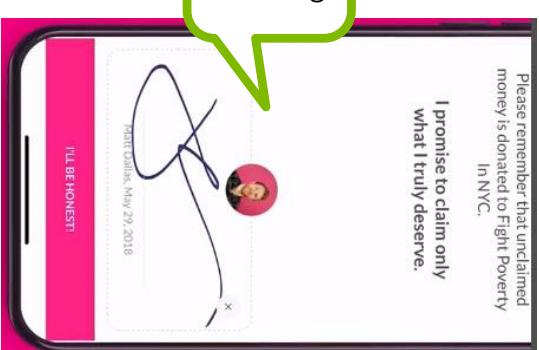 Please remember that unclaimed
money is donated to Fight Poverty
In NYC.
I promise to claim only
what I truly deserve.
Matt Dallas, May 29, 2018
I'LL BE HONEST!